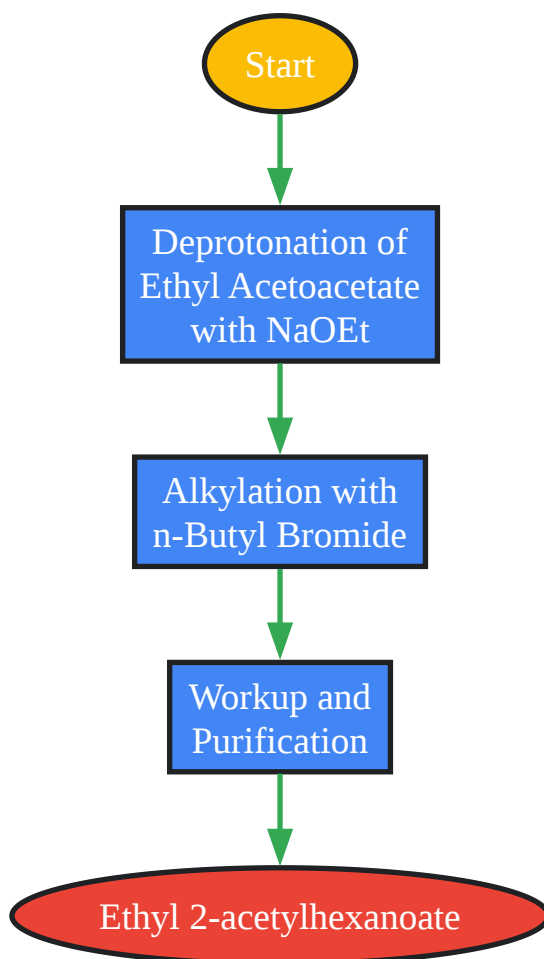 Start
Deprotonation of
Ethyl Acetoacetate
with NaOEt
Alkylation with
n-Butyl Bromide
Workup and
Purification
Ethyl 2-acetylhexanoate